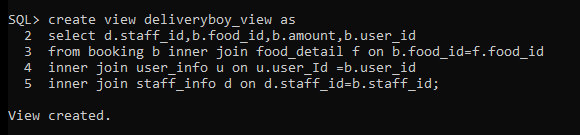 SQL> create view deliveryboy_view as
  2  select d.staff_id,b.food_id,b.amount,b.user_id
  3  from booking b inner join food_detail f on b.food_id=f.food_id
  4  inner join user_info u on u.user_Id =b.user_id
  5  inner join staff_info d on d.staff_id=b.staff_id;
View created.